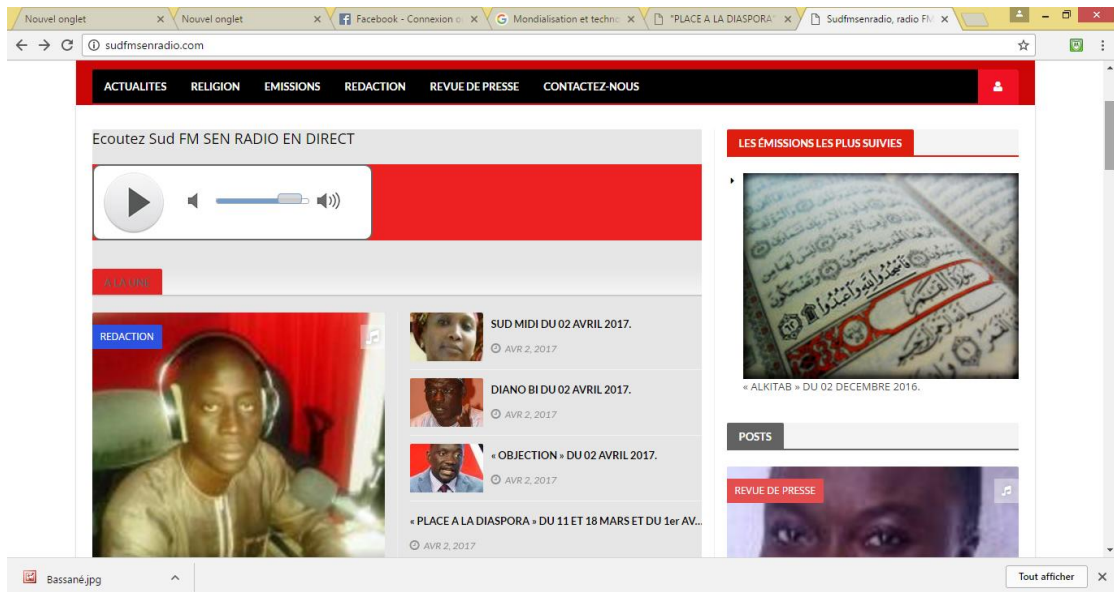 Nouvel onglet
Nouvel onglet
Facebook - Connexion o
Mondialisation et techno
"PLACE A LA DIASPORA"
Sudfmsenradio, radio FM
sudfmsenradio.com
ACTUALITES RELIGION EMISSIONS REDACTION REVUE DE PRESSE CONTACTEZ-NOUS
Ecoutez Sud FM SEN RADIO EN DIRECT
A LA UNE
REDACTION
SUD MIDI DU 02 AVRIL 2017.
AVR 2, 2017
DIANO BI DU 02 AVRIL 2017.
AVR 2, 2017
« OBJECTION » DU 02 AVRIL 2017.
AVR 2, 2017
« PLACE A LA DIASPORA » DU 11 ET 18 MARS ET DU 1er AV...
AVR 2, 2017
LES ÉMISSIONS LES PLUS SUIVIES
« ALKITAB » DU 02 DECEMBRE 2016.
POSTS
REVUE DE PRESSE
Bassané.jpg
Tout afficher